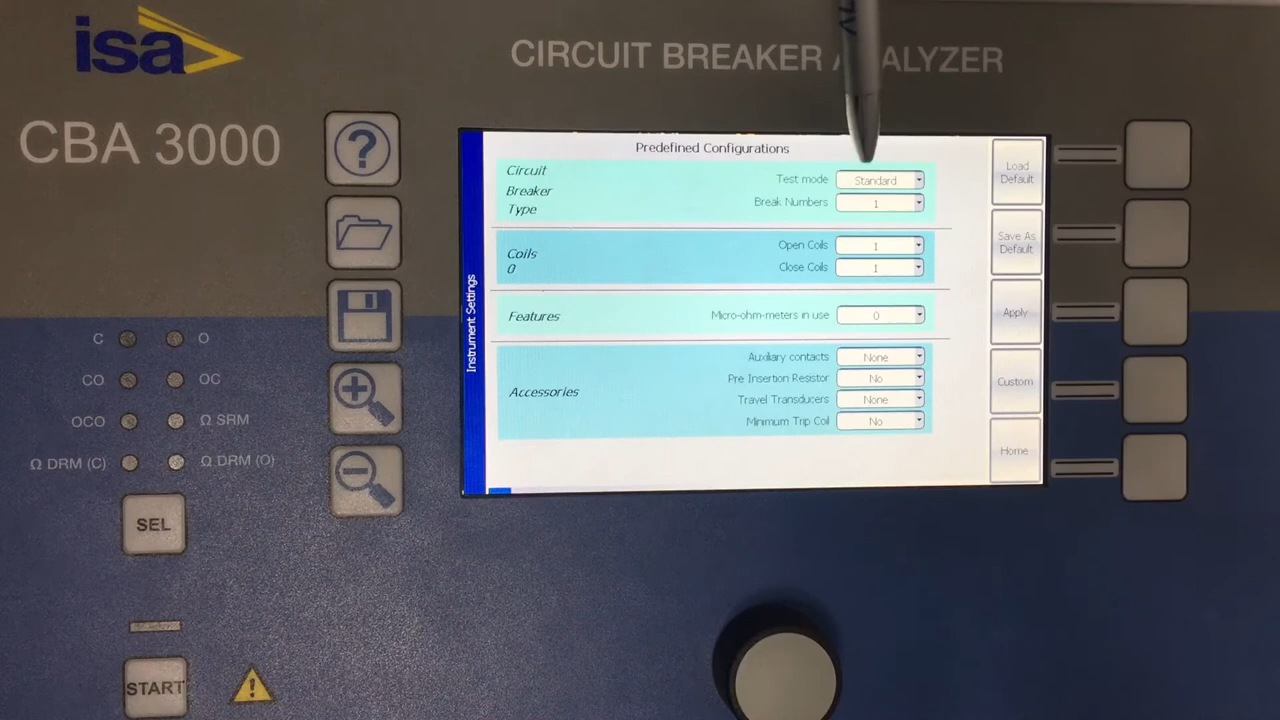 isa
CIRCUIT BREAKER ALYZER
CBA 3000
?
Predefined Configurations
Circuit
Breaker
Type
Test mode Standard
Break Numbers 1
Coils
0
Open Coils 1
Close Coils 1
Features
Micro-ohm-meters in use 0
Accessories
Auxiliary contacts None
Pre Insertion Resistor No
Travel Transducers None
Minimum Trip Coil No
Instrument Settings
Load
Default
Save As
Default
Apply
Custom
Home
C O
CO OC
OCO Ω SRM
Ω DRM (C) Ω DRM (O)
SEL
START
!